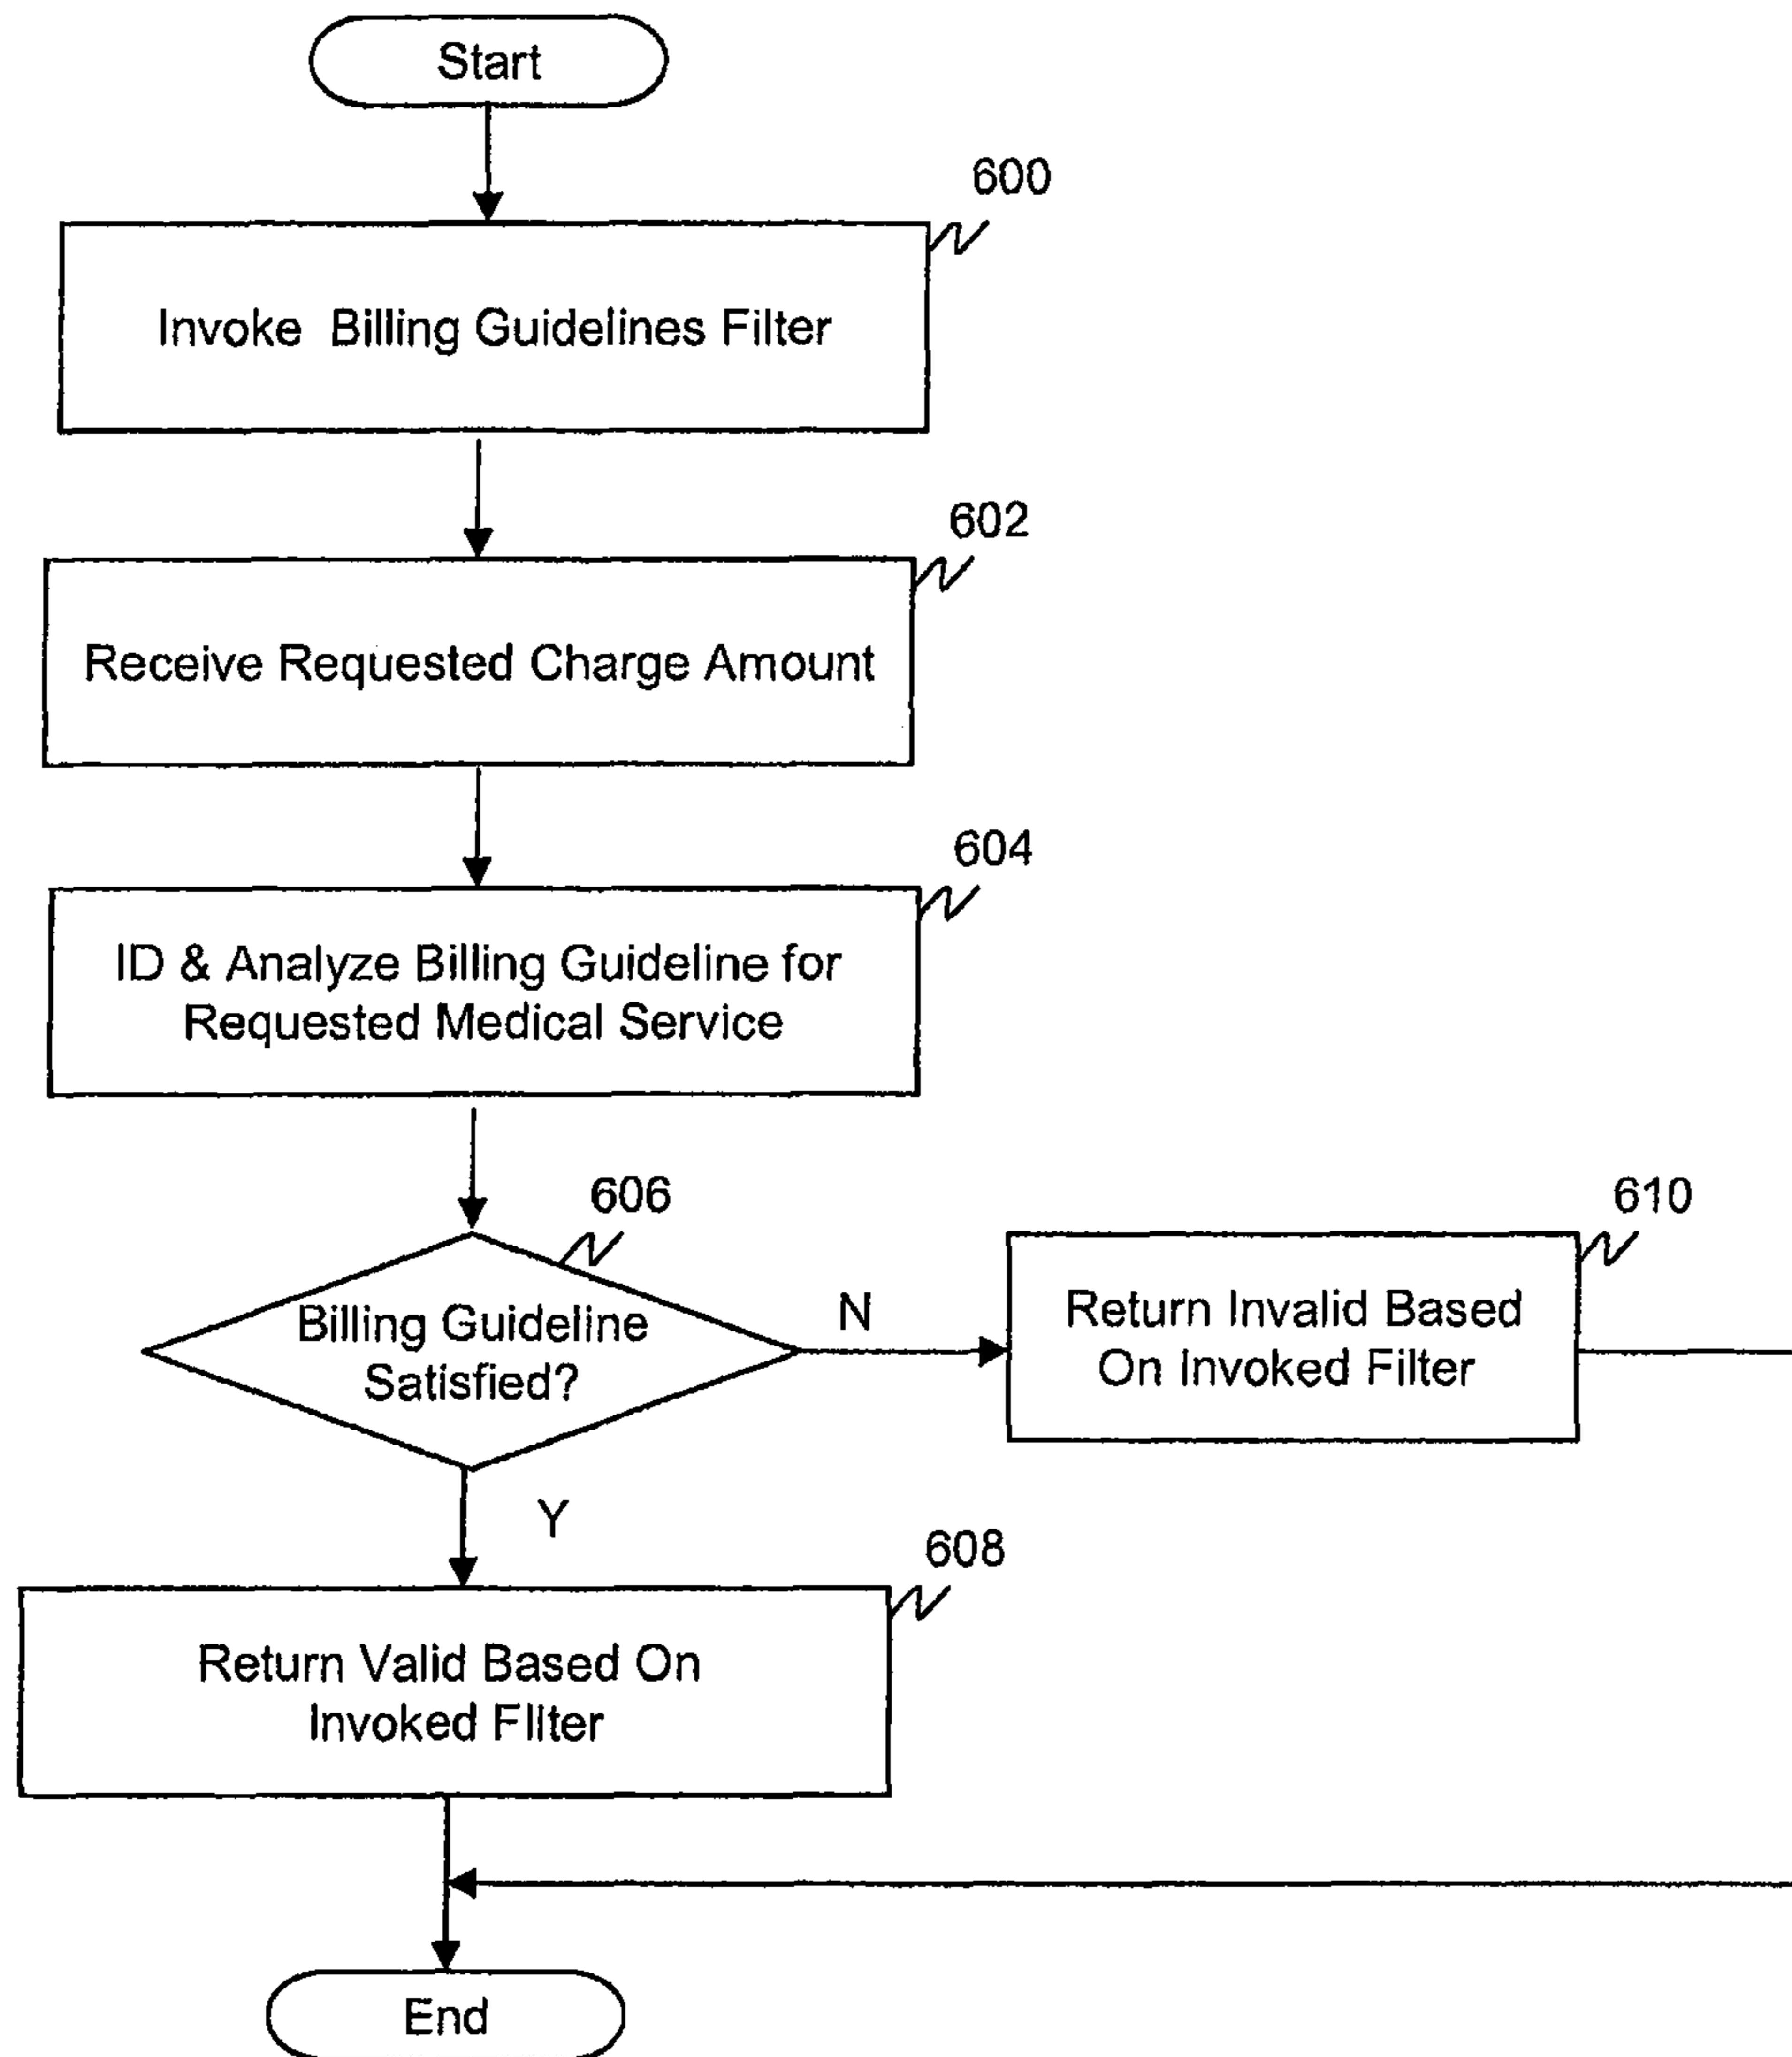 Start
600
Invoke Billing Guidelines Filter
602
Receive Requested Charge Amount
604
ID & Analyze Billing Guideline for
Requested Medical Service
606
Billing Guideline
Satisfied?
N
610
Return Invalid Based
On Invoked Filter
Y
608
Return Valid Based On
Invoked FIlter
End